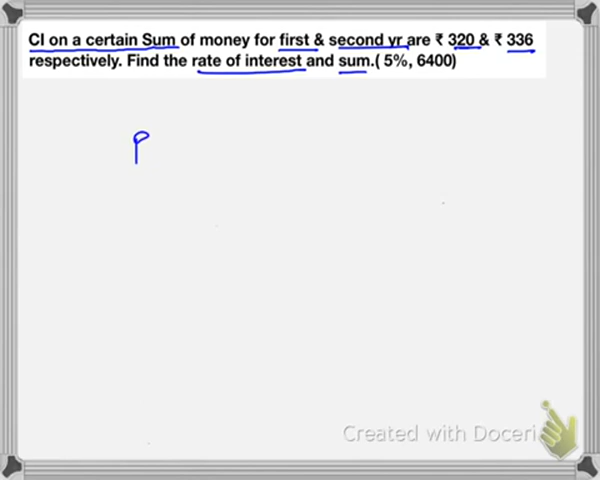 CI on a certain Sum of money for first & second yr are ₹ 320 & ₹ 336
respectively. Find the rate of interest and sum.( 5%, 6400)
P
Created with Doceri